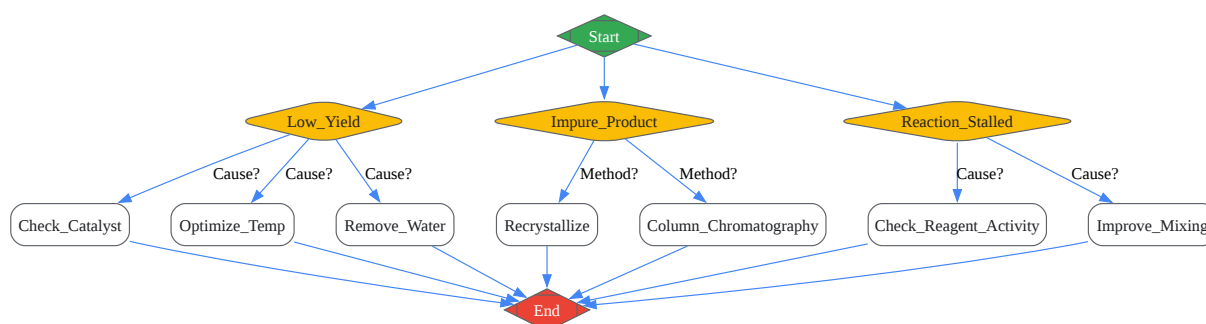 Start
Low_Yield
Impure_Product
Reaction_Stalled
Cause?
Cause?
Cause?
Method?
Method?
Cause?
Cause?
Check_Catalyst
Optimize_Temp
Remove_Water
Recrystallize
Column_Chromatography
Check_Reagent_Activity
Improve_Mixing
End